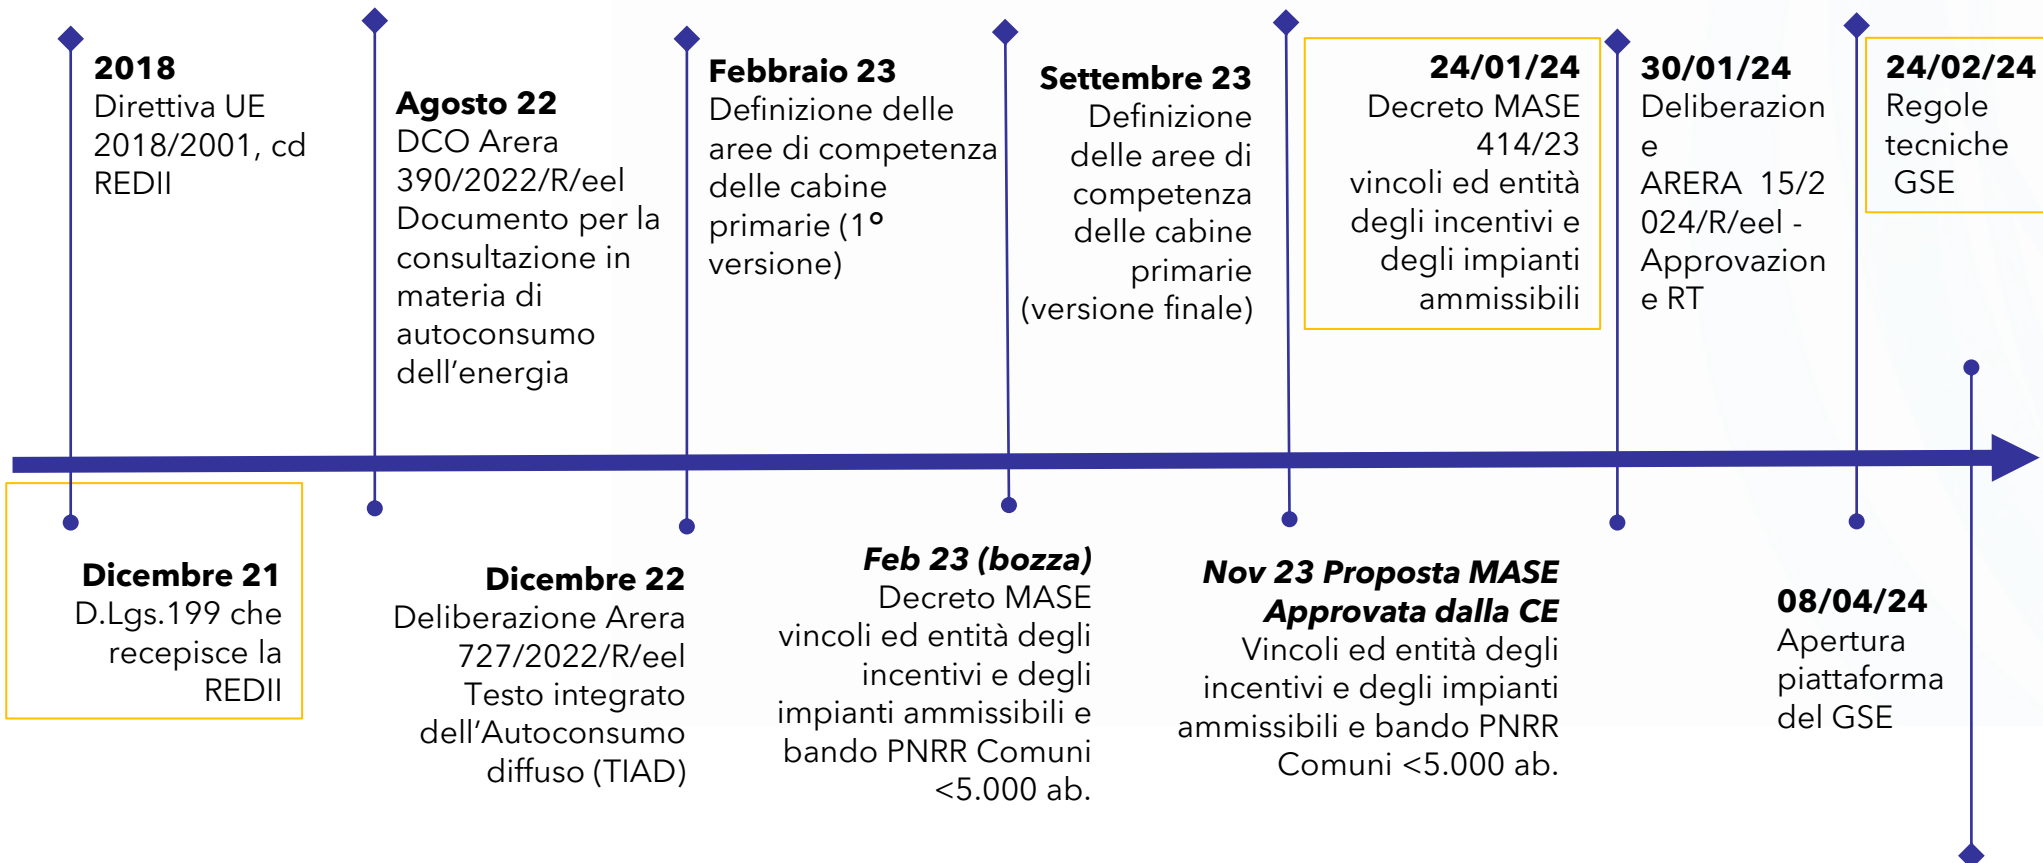 2018
Direttiva UE
2018/2001, cd
REDII
Agosto 22
DCO Arera
390/2022/R/eel
Documento per la
consultazione in
materia di
autoconsumo
dell’energia
Febbraio 23
Definizione delle
aree di competenza
delle cabine
primarie (1°
versione)
Settembre 23
Definizione
delle aree di
competenza
delle cabine
primarie
(versione finale)
24/01/24
Decreto MASE
414/23
vincoli ed entità
degli incentivi e
degli impianti
ammissibili
30/01/24
Deliberazion
e
ARERA 15/2
024/R/eel -
Approvazion
e RT
24/02/24
Regole
tecniche
GSE
Dicembre 21
D.Lgs.199 che
recepisce la
REDII
Dicembre 22
Deliberazione Arera
727/2022/R/eel
Testo integrato
dell’Autoconsumo
diffuso (TIAD)
Feb 23 (bozza)
Decreto MASE
vincoli ed entità degli
incentivi e degli
impianti ammissibili e
bando PNRR Comuni
<5.000 ab.
Nov 23 Proposta MASE
Approvata dalla CE
Vincoli ed entità degli
incentivi e degli impianti
ammissibili e bando PNRR
Comuni <5.000 ab.
08/04/24
Apertura
piattaforma
del GSE